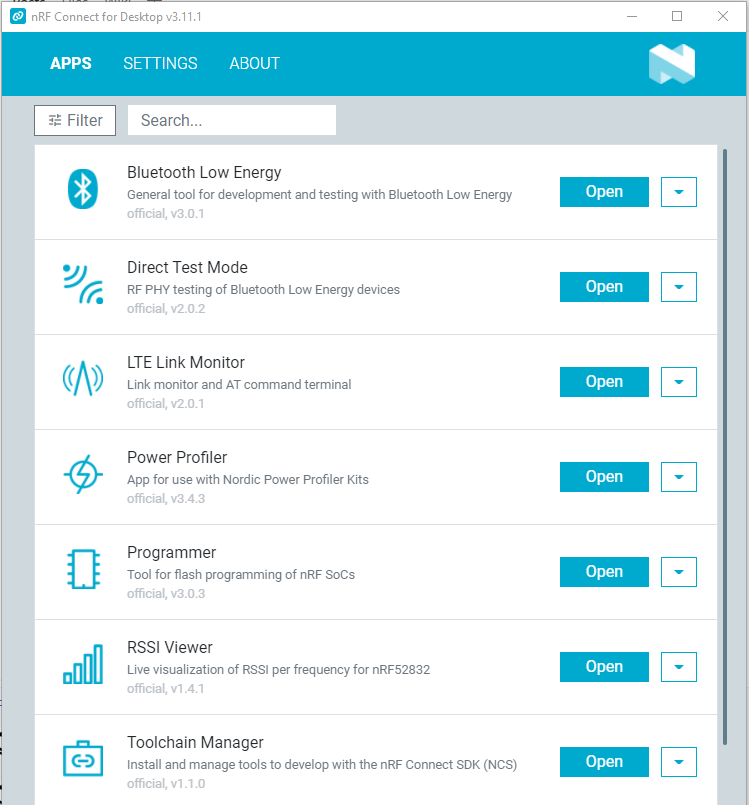 nRF Connect for Desktop v3.11.1
APPS SETTINGS ABOUT
Filter Search...
Bluetooth Low Energy
General tool for development and testing with Bluetooth Low Energy
official, v3.0.1
Open
Direct Test Mode
RF PHY testing of Bluetooth Low Energy devices
official, v2.0.2
Open
LTE Link Monitor
Link monitor and AT command terminal
official, v2.0.1
Open
Power Profiler
App for use with Nordic Power Profiler Kits
official, v3.4.3
Open
Programmer
Tool for flash programming of nRF SoCs
official, v3.0.3
Open
RSSI Viewer
Live visualization of RSSI per frequency for nRF52832
official, v1.4.1
Open
Toolchain Manager
Install and manage tools to develop with the nRF Connect SDK (NCS)
official, v1.1.0
Open